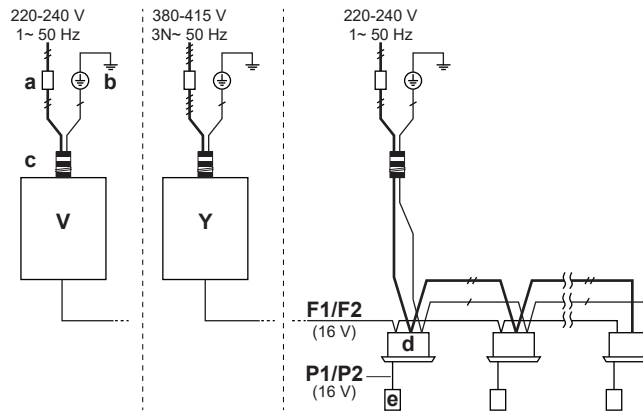 220-240 V
1~ 50 Hz
a
b
c
V
380-415 V
3N~ 50 Hz
Y
220-240 V
1~ 50 Hz
F1/F2
(16 V)
d
P1/P2
(16 V)
e